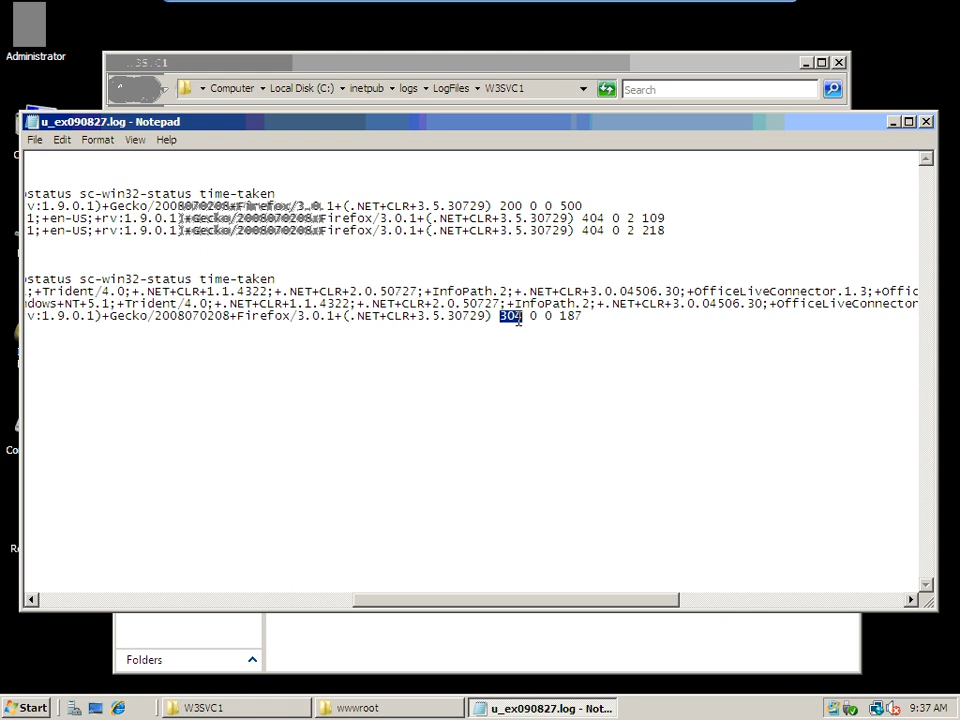 Administrator
Computer Local Disk (C:) inetpub logs LogFiles W3SVC1 Search
u_ex090827.log - Notepad
File Edit Format View Help
status sc-win32-status time-taken
v:1.9.0.1)+Gecko/2008070208+Firefox/3.0.1+(.NET+CLR+3.5.30729) 200 0 0 500
1;+en-US;+rv:1.9.0.1)+Gecko/2008070208+Firefox/3.0.1+(.NET+CLR+3.5.30729) 404 0 2 109
1;+en-US;+rv:1.9.0.1)+Gecko/2008070208+Firefox/3.0.1+(.NET+CLR+3.5.30729) 404 0 2 218
status sc-win32-status time-taken
;+Trident/4.0;+.NET+CLR+1.1.4322;+.NET+CLR+2.0.50727;+InfoPath.2;+.NET+CLR+3.0.04506.30;+OfficeLiveConnector.1.3;+Offic
dows+NT+5.1;+Trident/4.0;+.NET+CLR+1.1.4322;+.NET+CLR+2.0.50727;+InfoPath.2;+.NET+CLR+3.0.04506.30;+OfficeLiveConnector
v:1.9.0.1)+Gecko/2008070208+Firefox/3.0.1+(.NET+CLR+3.5.30729) 304 0 0 187
Co
Re
Folders
Start W3SVC1 wwwroot u_ex090827.log - Not... 9:37 AM